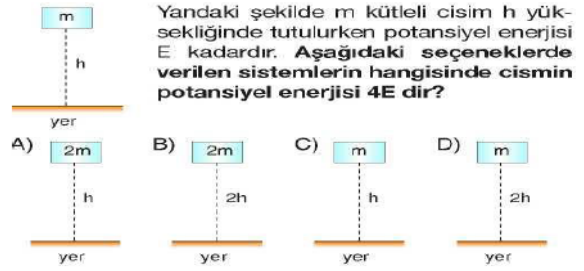 m
h
yer
Yandaki şekilde m kütleli cisim h yük-
sekliğinde tutulurken potansiyel enerjisi
E kadardır. Aşağıdaki seçeneklerde
verilen sistemlerin hangisinde cismin
potansiyel enerjisi 4E dir?
A) 2m
h
yer
B) 2m
2h
yer
C) m
h
yer
D) m
2h
yer